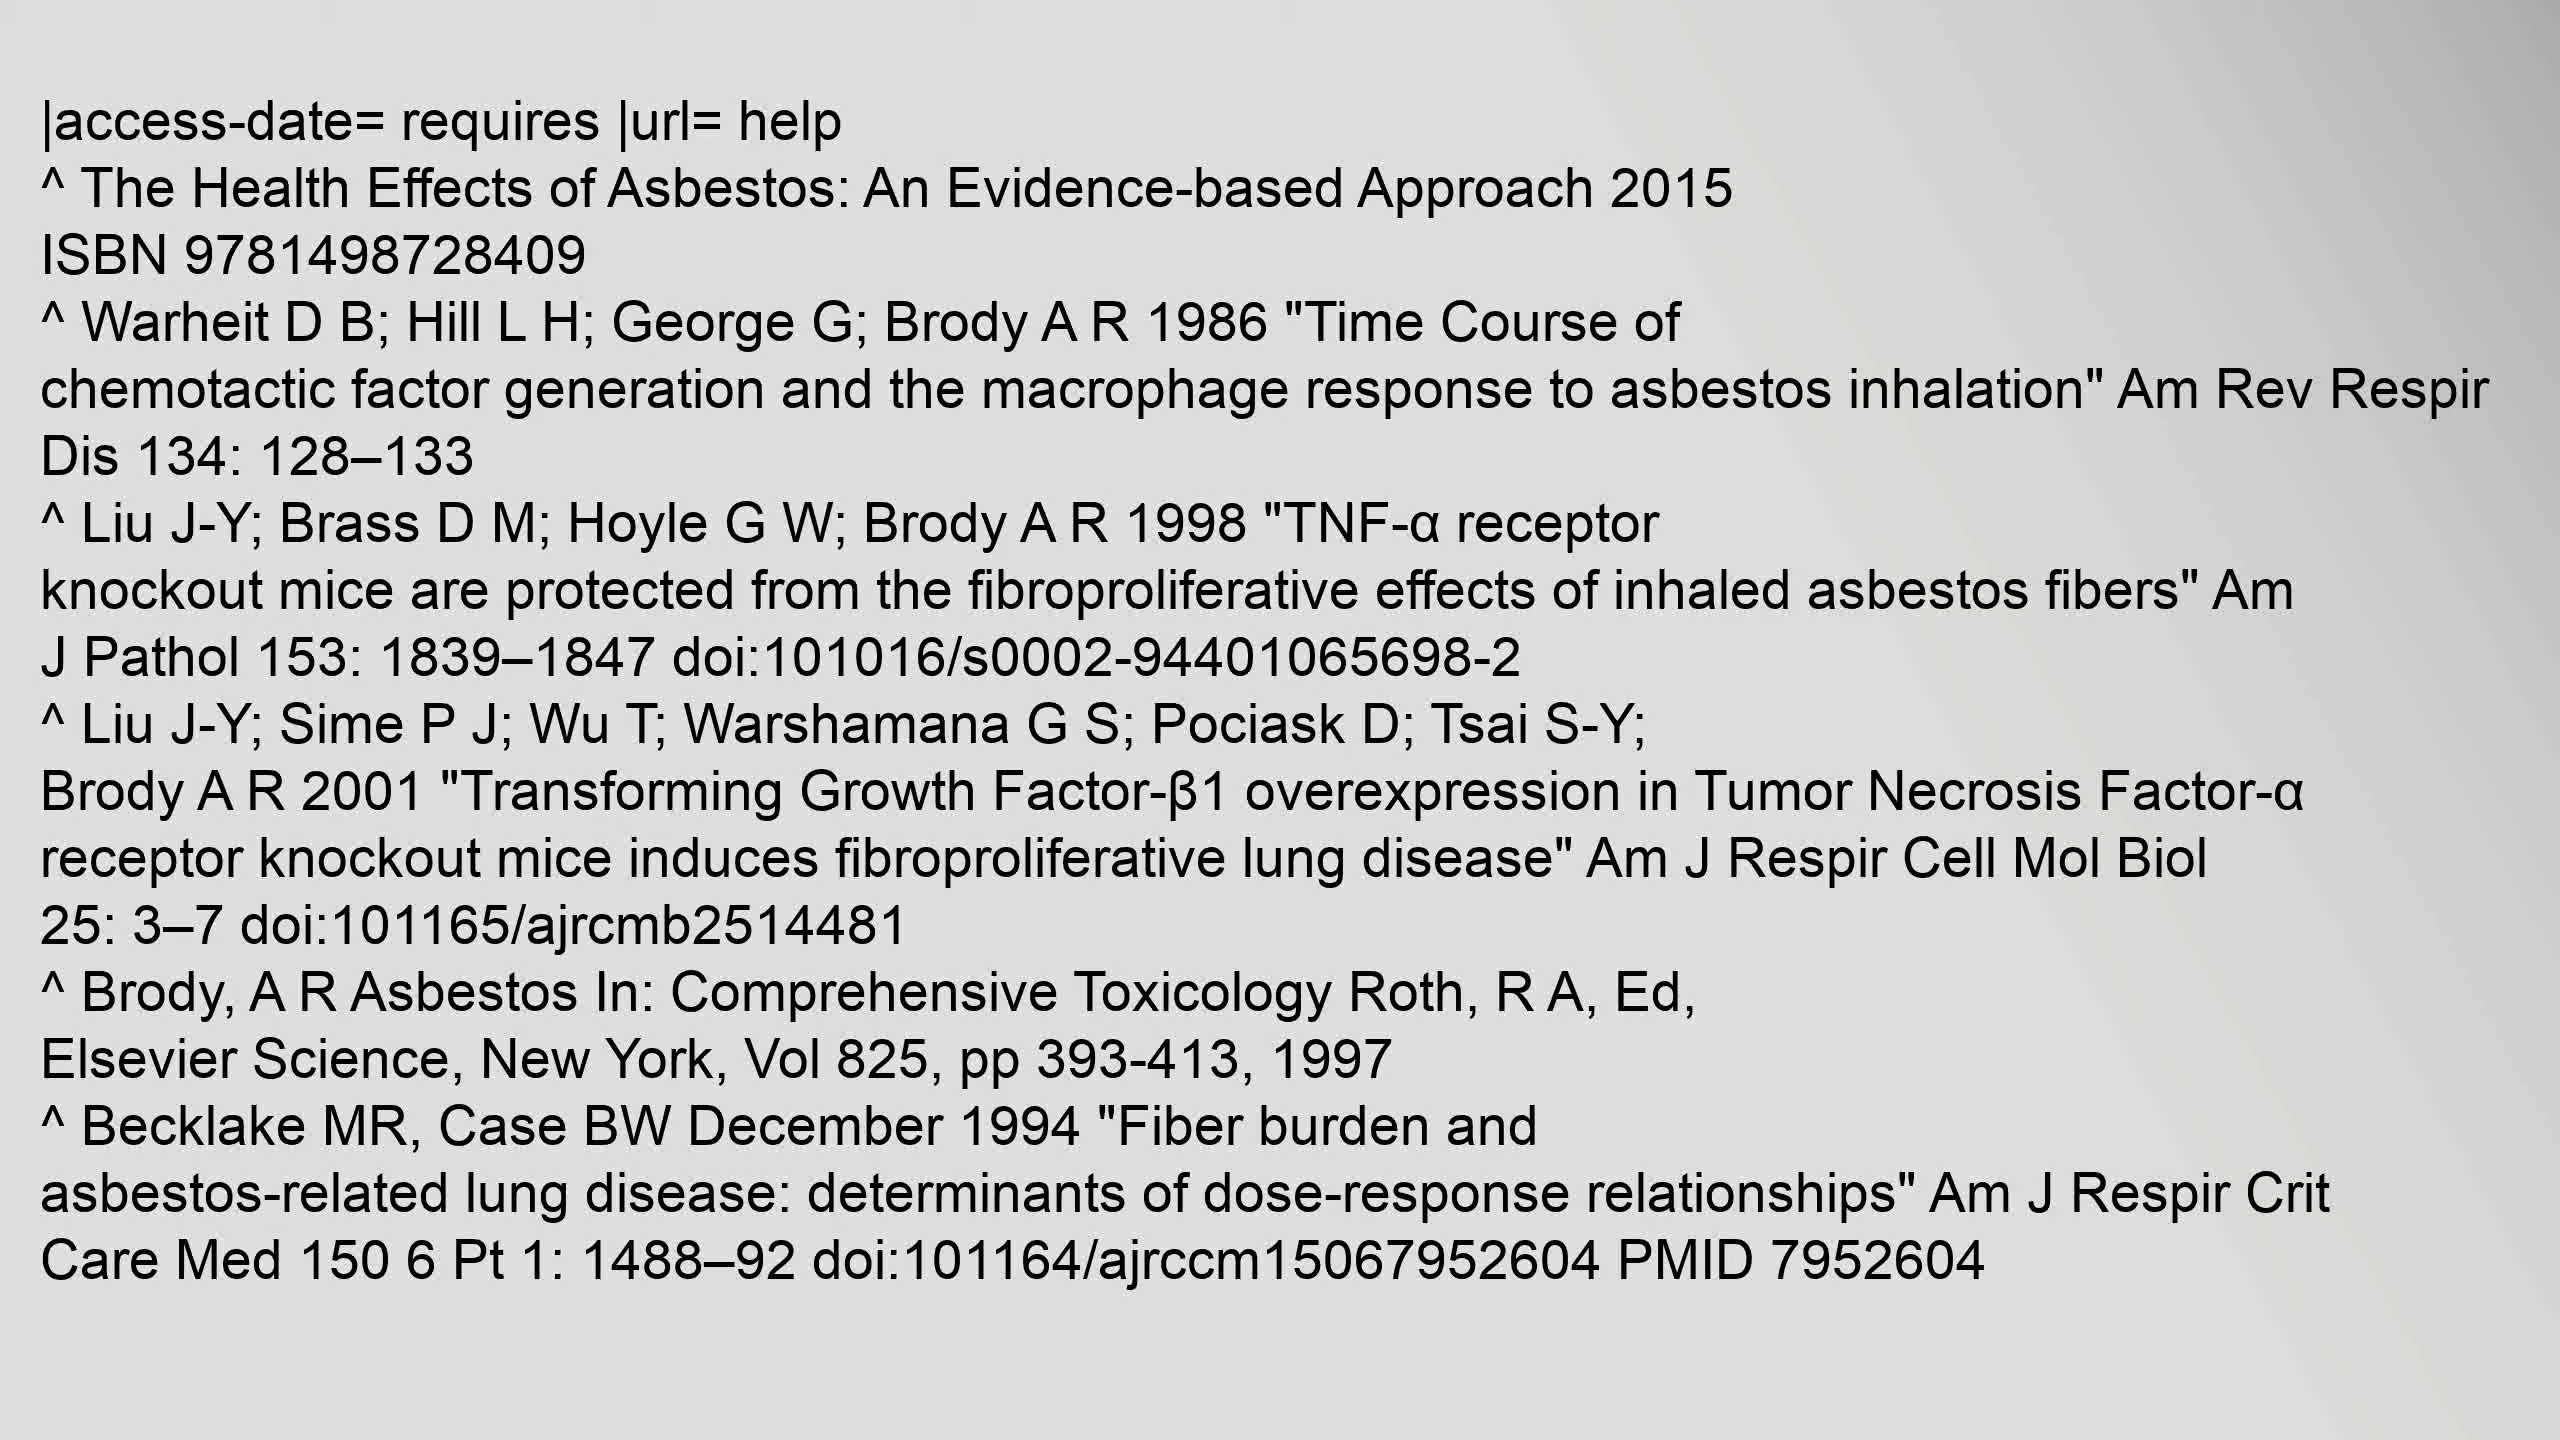 |access-date= requires |url= help
^ The Health Effects of Asbestos: An Evidence-based Approach 2015
ISBN 9781498728409
^ Warheit D B; Hill L H; George G; Brody A R 1986 "Time Course of
chemotactic factor generation and the macrophage response to asbestos inhalation" Am Rev Respir
Dis 134: 128–133
^ Liu J-Y; Brass D M; Hoyle G W; Brody A R 1998 "TNF-α receptor
knockout mice are protected from the fibroproliferative effects of inhaled asbestos fibers" Am
J Pathol 153: 1839–1847 doi:101016/s0002-94401065698-2
^ Liu J-Y; Sime P J; Wu T; Warshamana G S; Pociask D; Tsai S-Y;
Brody A R 2001 "Transforming Growth Factor-β1 overexpression in Tumor Necrosis Factor-α
receptor knockout mice induces fibroproliferative lung disease" Am J Respir Cell Mol Biol
25: 3–7 doi:101165/ajrcmb2514481
^ Brody, A R Asbestos In: Comprehensive Toxicology Roth, R A, Ed,
Elsevier Science, New York, Vol 825, pp 393-413, 1997
^ Becklake MR, Case BW December 1994 "Fiber burden and
asbestos-related lung disease: determinants of dose-response relationships" Am J Respir Crit
Care Med 150 6 Pt 1: 1488–92 doi:101164/ajrccm15067952604 PMID 7952604